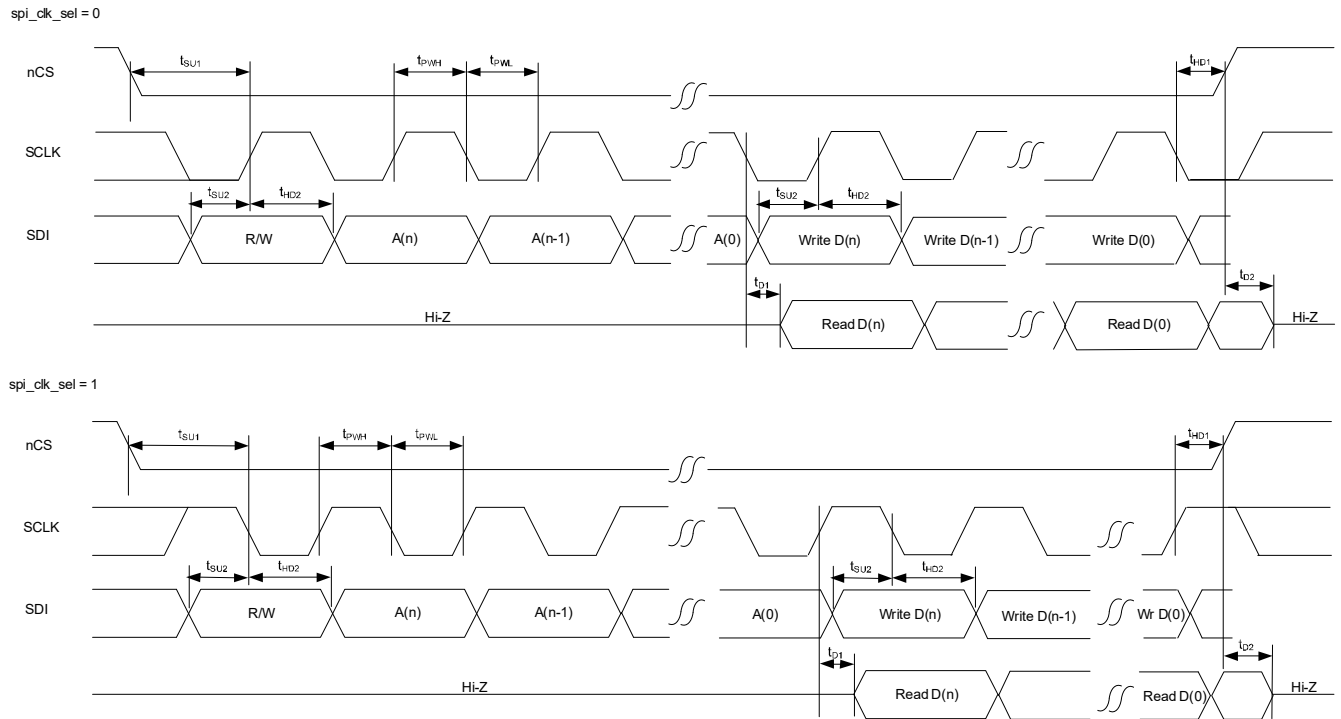 spi_clk_sel = 0
nCS
tSU1
tPWH
tPWL
tHD1
SCLK
tSU2
tHD2
tSU2
tHD2
SDI
R/W
A(n)
A(n-1)
A(0)
Write D(n)
Write D(n-1)
Write D(0)
tD1
tD2
Hi-Z
Read D(n)
Read D(0)
Hi-Z
spi_clk_sel = 1
nCS
tSU1
tPWH
tPWL
tHD1
SCLK
tSU2
tHD2
tSU2
tHD2
SDI
R/W
A(n)
A(n-1)
A(0)
Write D(n)
Write D(n-1)
Wr D(0)
tD1
tD2
Hi-Z
Read D(n)
Read D(0)
Hi-Z